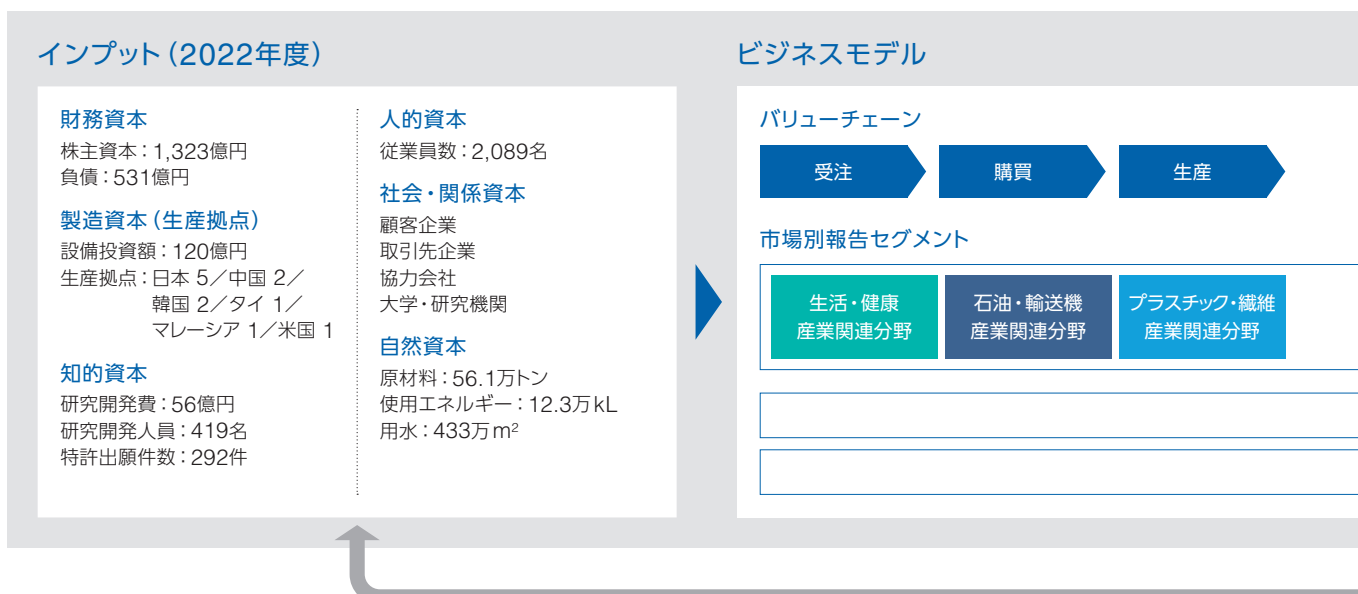 インプット（2022年度）
財務資本
株主資本：1,323億円
負債：531億円
製造資本（生産拠点）
設備投資額：120億円
生産拠点：日本 5／中国 2／
韓国 2／タイ 1／
マレーシア 1／米国 1
知的資本
研究開発費：56億円
研究開発人員：419名
特許出願件数：292件
人的資本
従業員数：2,089名
社会・関係資本
顧客企業
取引先企業
協力会社
大学・研究機関
自然資本
原材料：56.1万トン
使用エネルギー：12.3万kL
用水：433万m²
ビジネスモデル
バリューチェーン
受注
購買
生産
市場別報告セグメント
生活・健康
産業関連分野
石油・輸送機
産業関連分野
プラスチック・繊維
産業関連分野